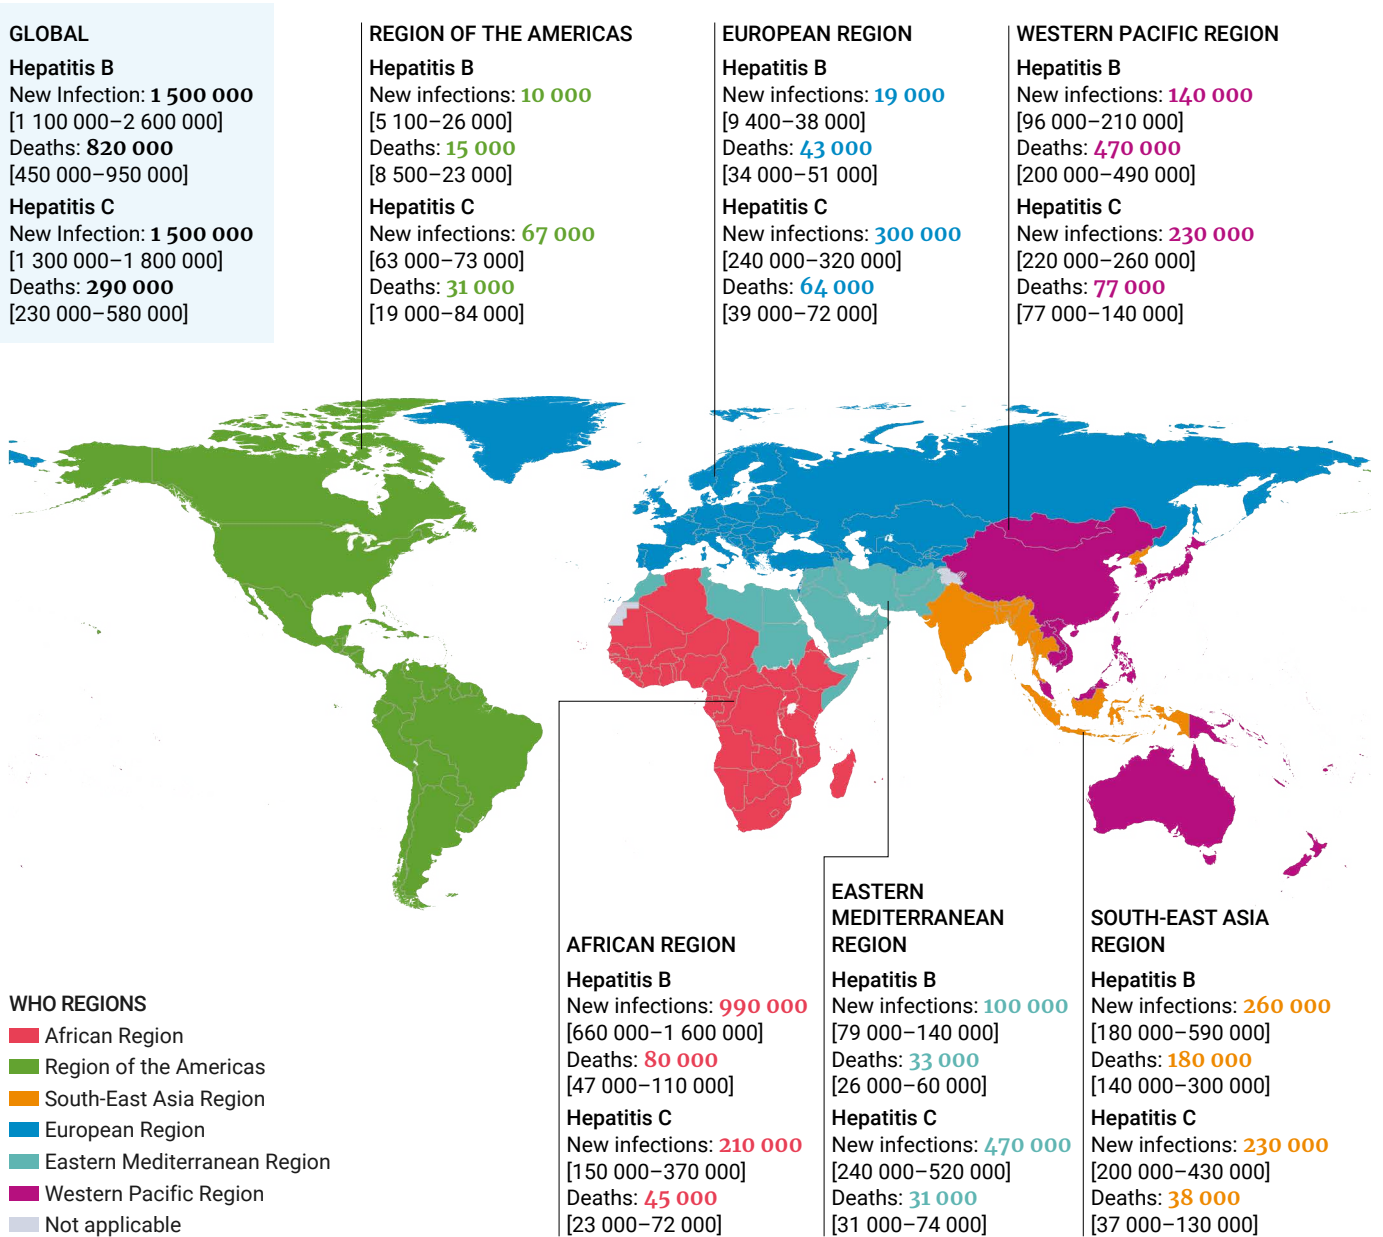 GLOBAL
Hepatitis B
New Infection: 1 500 000
[1 100 000–2 600 000]
Deaths: 820 000
[450 000–950 000]
Hepatitis C
New Infection: 1 500 000
[1 300 000–1 800 000]
Deaths: 290 000
[230 000–580 000]
REGION OF THE AMERICAS
Hepatitis B
New infections: 10 000
[5 100–26 000]
Deaths: 15 000
[8 500–23 000]
Hepatitis C
New infections: 67 000
[63 000–73 000]
Deaths: 31 000
[19 000–84 000]
EUROPEAN REGION
Hepatitis B
New infections: 19 000
[9 400–38 000]
Deaths: 43 000
[34 000–51 000]
Hepatitis C
New infections: 300 000
[240 000–320 000]
Deaths: 64 000
[39 000–72 000]
WESTERN PACIFIC REGION
Hepatitis B
New infections: 140 000
[96 000–210 000]
Deaths: 470 000
[200 000–490 000]
Hepatitis C
New infections: 230 000
[220 000–260 000]
Deaths: 77 000
[77 000–140 000]
WHO REGIONS
African Region
Region of the Americas
South-East Asia Region
European Region
Eastern Mediterranean Region
Western Pacific Region
Not applicable
AFRICAN REGION
Hepatitis B
New infections: 990 000
[660 000–1 600 000]
Deaths: 80 000
[47 000–110 000]
Hepatitis C
New infections: 210 000
[150 000–370 000]
Deaths: 45 000
[23 000–72 000]
EASTERN
MEDITERRANEAN
REGION
Hepatitis B
New infections: 100 000
[79 000–140 000]
Deaths: 33 000
[26 000–60 000]
Hepatitis C
New infections: 470 000
[240 000–520 000]
Deaths: 31 000
[31 000–74 000]
SOUTH-EAST ASIA
REGION
Hepatitis B
New infections: 260 000
[180 000–590 000]
Deaths: 180 000
[140 000–300 000]
Hepatitis C
New infections: 230 000
[200 000–430 000]
Deaths: 38 000
[37 000–130 000]